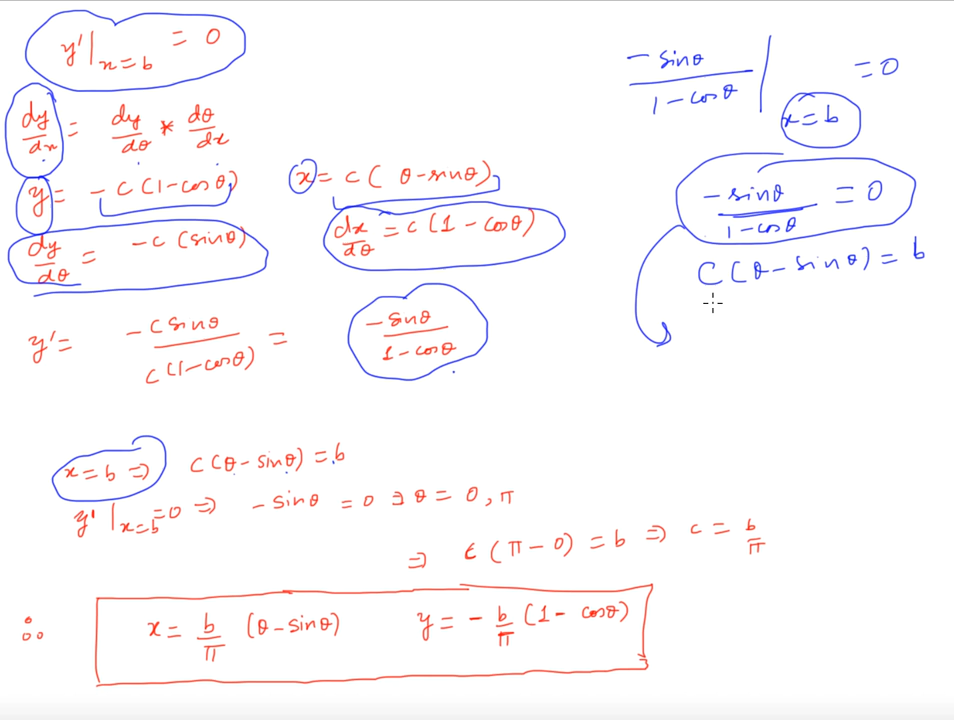 y'|x=b = 0
dy/dx = dy/dθ * dθ/dx
y = -c(1-cosθ)
x = c(θ-sinθ)
dy/dθ = -c(sinθ)
dx/dθ = c(1-cosθ)
y' = -c sinθ / c(1-cosθ) = -sinθ / 1-cosθ
-sinθ / 1-cosθ | x=b = 0
-sinθ / 1-cosθ = 0
C(θ-sinθ) = b
x=b ⇒ c(θ-sinθ)=b
y'|x=b=0 ⇒ -sinθ = 0 ∋ θ = 0, π
⇒ c(π-0) = b ⇒ c = b/π
∴ x = b/π (θ-sinθ) y = -b/π (1-cosθ)